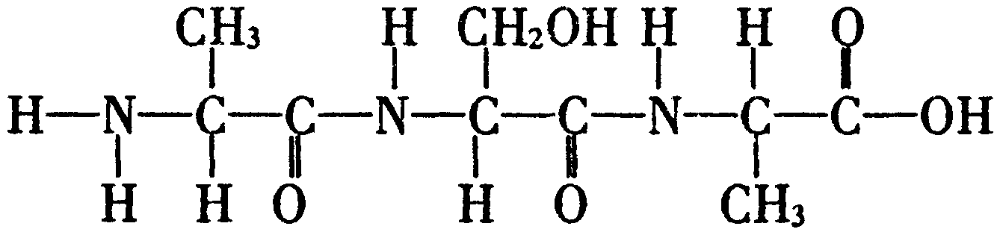 CH₃ H CH₂OH H H O
H—N—C—C—N—C—C—N—C—C—OH
H H O H O CH₃